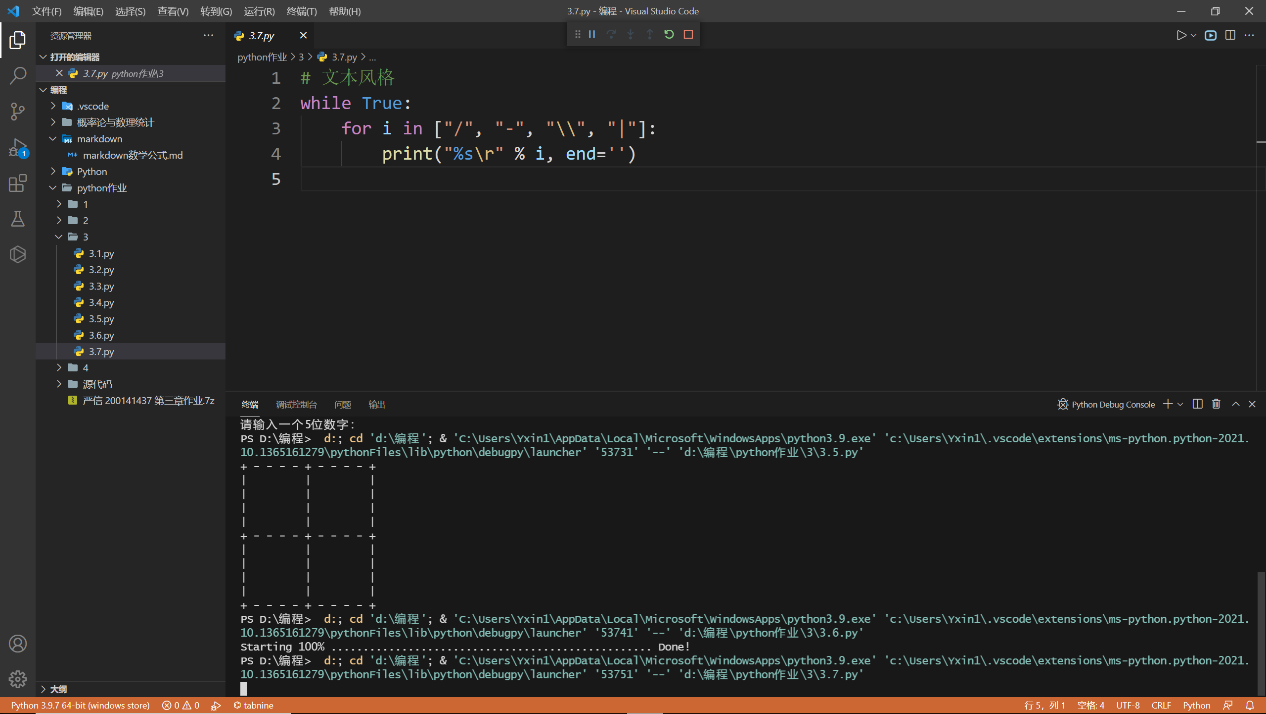 文件(F) 编辑(E) 选择(S) 查看(V) 转到(G) 运行(R) 终端(T) 帮助(H)
3.7.py - 编程 - Visual Studio Code
资源管理器
打开的编辑器
3.7.py python作业\3
编程
.vscode
概率论与数理统计
markdown
markdown数学公式.md
Python
python作业
1
2
3
3.1.py
3.2.py
3.3.py
3.4.py
3.5.py
3.6.py
3.7.py
4
源代码
严信 200141437 第三章作业.7z
大纲
3.7.py
python作业 > 3 > 3.7.py > ...
1 # 文本风格
2 while True:
3 for i in ["/", "-", "\\", "|"]:
4 print("%s\r" % i, end='')
5
终端 调试控制台 问题 输出
Python Debug Console
请输入一个5位数字:
PS D:\编程> d:; cd 'd:\编程'; & 'C:\Users\Yxin1\AppData\Local\Microsoft\WindowsApps\python3.9.exe' 'c:\Users\Yxin1\.vscode\extensions\ms-python.python-2021.
10.1365161279\pythonFiles\lib\python\debugpy\launcher' '53731' '--' 'd:\编程\python作业\3\3.5.py'
+ - - - - + - - - - +
| | |
| | |
| | |
| | |
+ - - - - + - - - - +
| | |
| | |
| | |
| | |
+ - - - - + - - - - +
PS D:\编程> d:; cd 'd:\编程'; & 'C:\Users\Yxin1\AppData\Local\Microsoft\WindowsApps\python3.9.exe' 'c:\Users\Yxin1\.vscode\extensions\ms-python.python-2021.
10.1365161279\pythonFiles\lib\python\debugpy\launcher' '53741' '--' 'd:\编程\python作业\3\3.6.py'
Starting 100% .................................................. Done!
PS D:\编程> d:; cd 'd:\编程'; & 'C:\Users\Yxin1\AppData\Local\Microsoft\WindowsApps\python3.9.exe' 'c:\Users\Yxin1\.vscode\extensions\ms-python.python-2021.
10.1365161279\pythonFiles\lib\python\debugpy\launcher' '53751' '--' 'd:\编程\python作业\3\3.7.py'
1
Python 3.9.7 64-bit (windows store) 0 0 tabnine
行 5, 列 1 空格: 4 UTF-8 CRLF Python